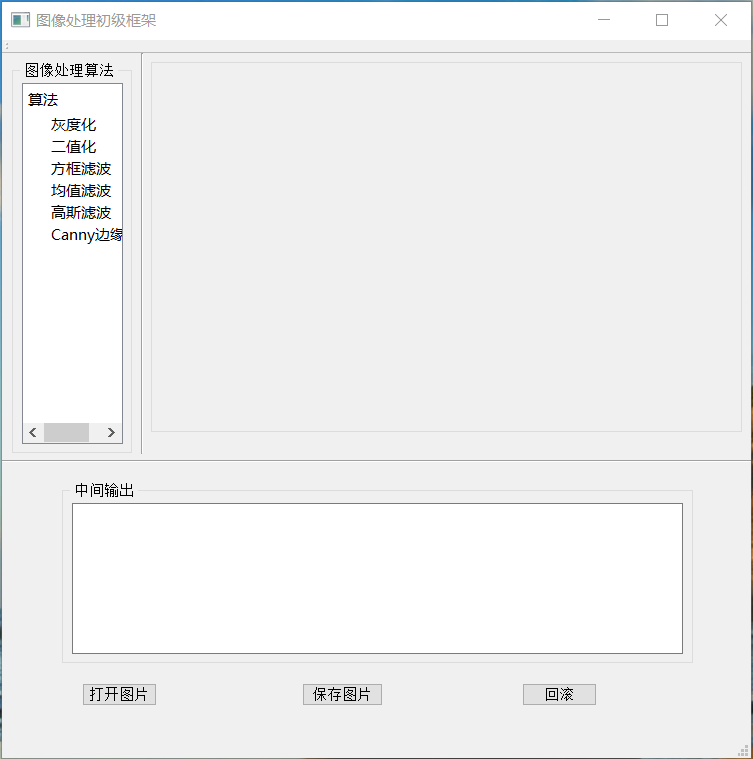 图像处理初级框架
图像处理算法
算法
灰度化
二值化
方框滤波
均值滤波
高斯滤波
Canny边缘
中间输出
打开图片
保存图片
回滚